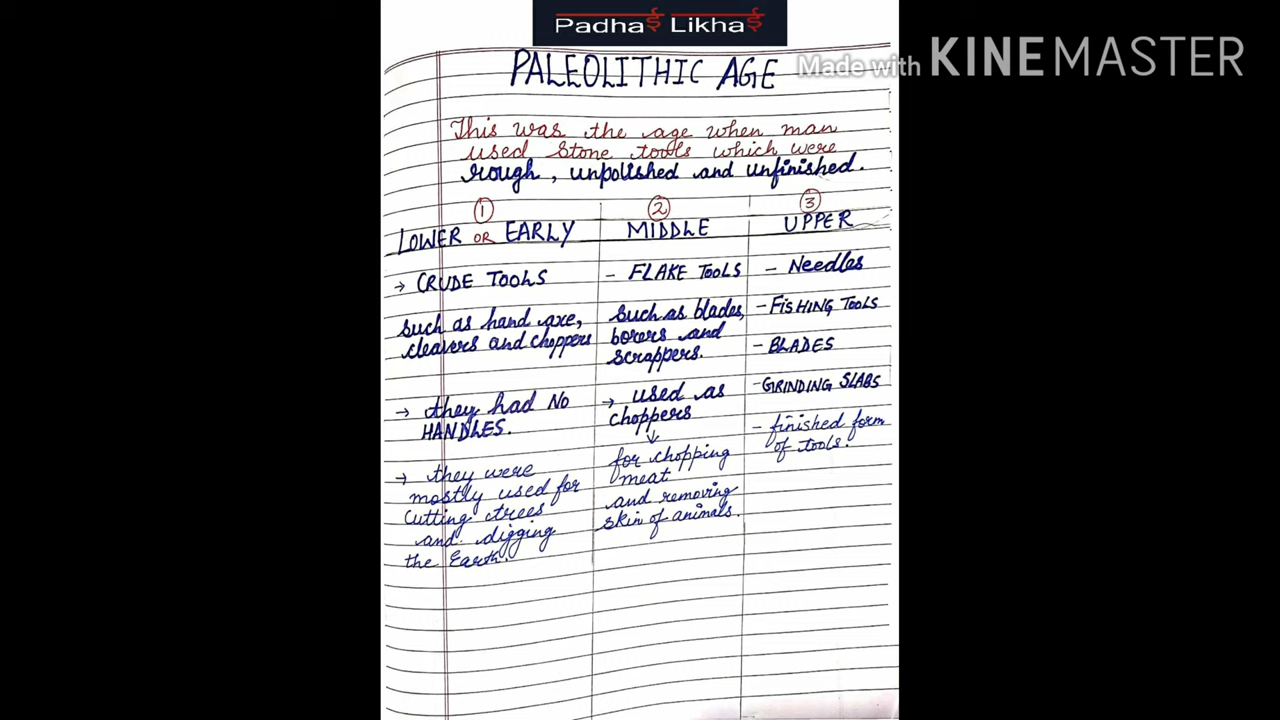 Padhaई Likhaई
Made with KINEMASTER
PALEOLITHIC AGE
This was the age when man
used stone tools which were
rough, unpolished and unfinished.
1
LOWER OR EARLY
→ CRUDE TOOLS
such as hand axe,
cleavers and choppers
→ they had NO
HANDLES.
→ they were
mostly used for
cutting trees
and digging
the Earth.
2
MIDDLE
- FLAKE TOOLS
such as blades,
borers and
scrappers.
→ used as
choppers
↓
for chopping
meat
and removing
skin of animals.
3
UPPER
- Needles
- FISHING TOOLS
- BLADES
- GRINDING SLABS
- finished form
of tools.